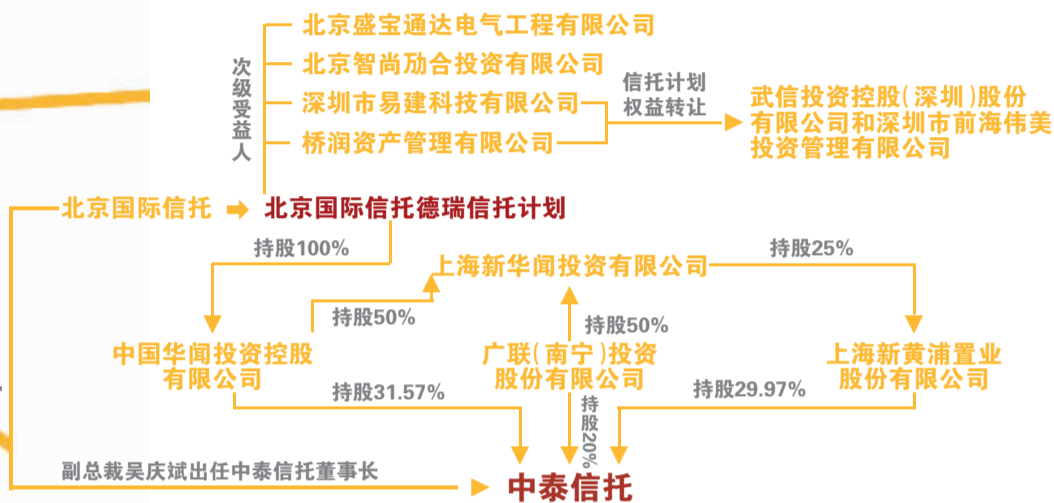 北京盛宝通达电气工程有限公司
北京智尚劢合投资有限公司
深圳市易建科技有限公司
桥润资产管理有限公司
次级受益人
信托计划
权益转让
武信投资控股(深圳)股份
有限公司和深圳市前海伟美
投资管理有限公司
北京国际信托
北京国际信托德瑞信托计划
持股100%
上海新华闻投资有限公司
持股25%
持股50%
持股50%
中国华闻投资控股
有限公司
广联(南宁)投资
股份有限公司
上海新黄浦置业
股份有限公司
持股31.57%
持股20%
持股29.97%
副总裁吴庆斌出任中泰信托董事长
中泰信托